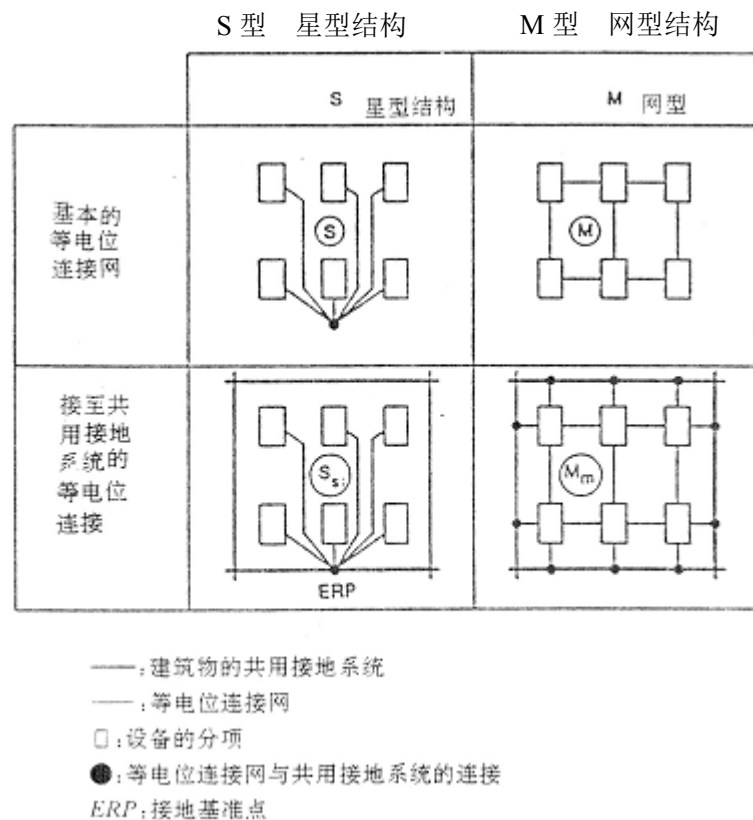 S 型 星型结构 M 型 网型结构
S 星型结构 M 网型
基本的
等电位
连接网
S M
接至共
用接地
系统的
等电位
连接
Ss Mm
ERP
——:建筑物的共用接地系统
——:等电位连接网
▯:设备的分项
●:等电位连接网与共用接地系统的连接
ERP:接地基准点